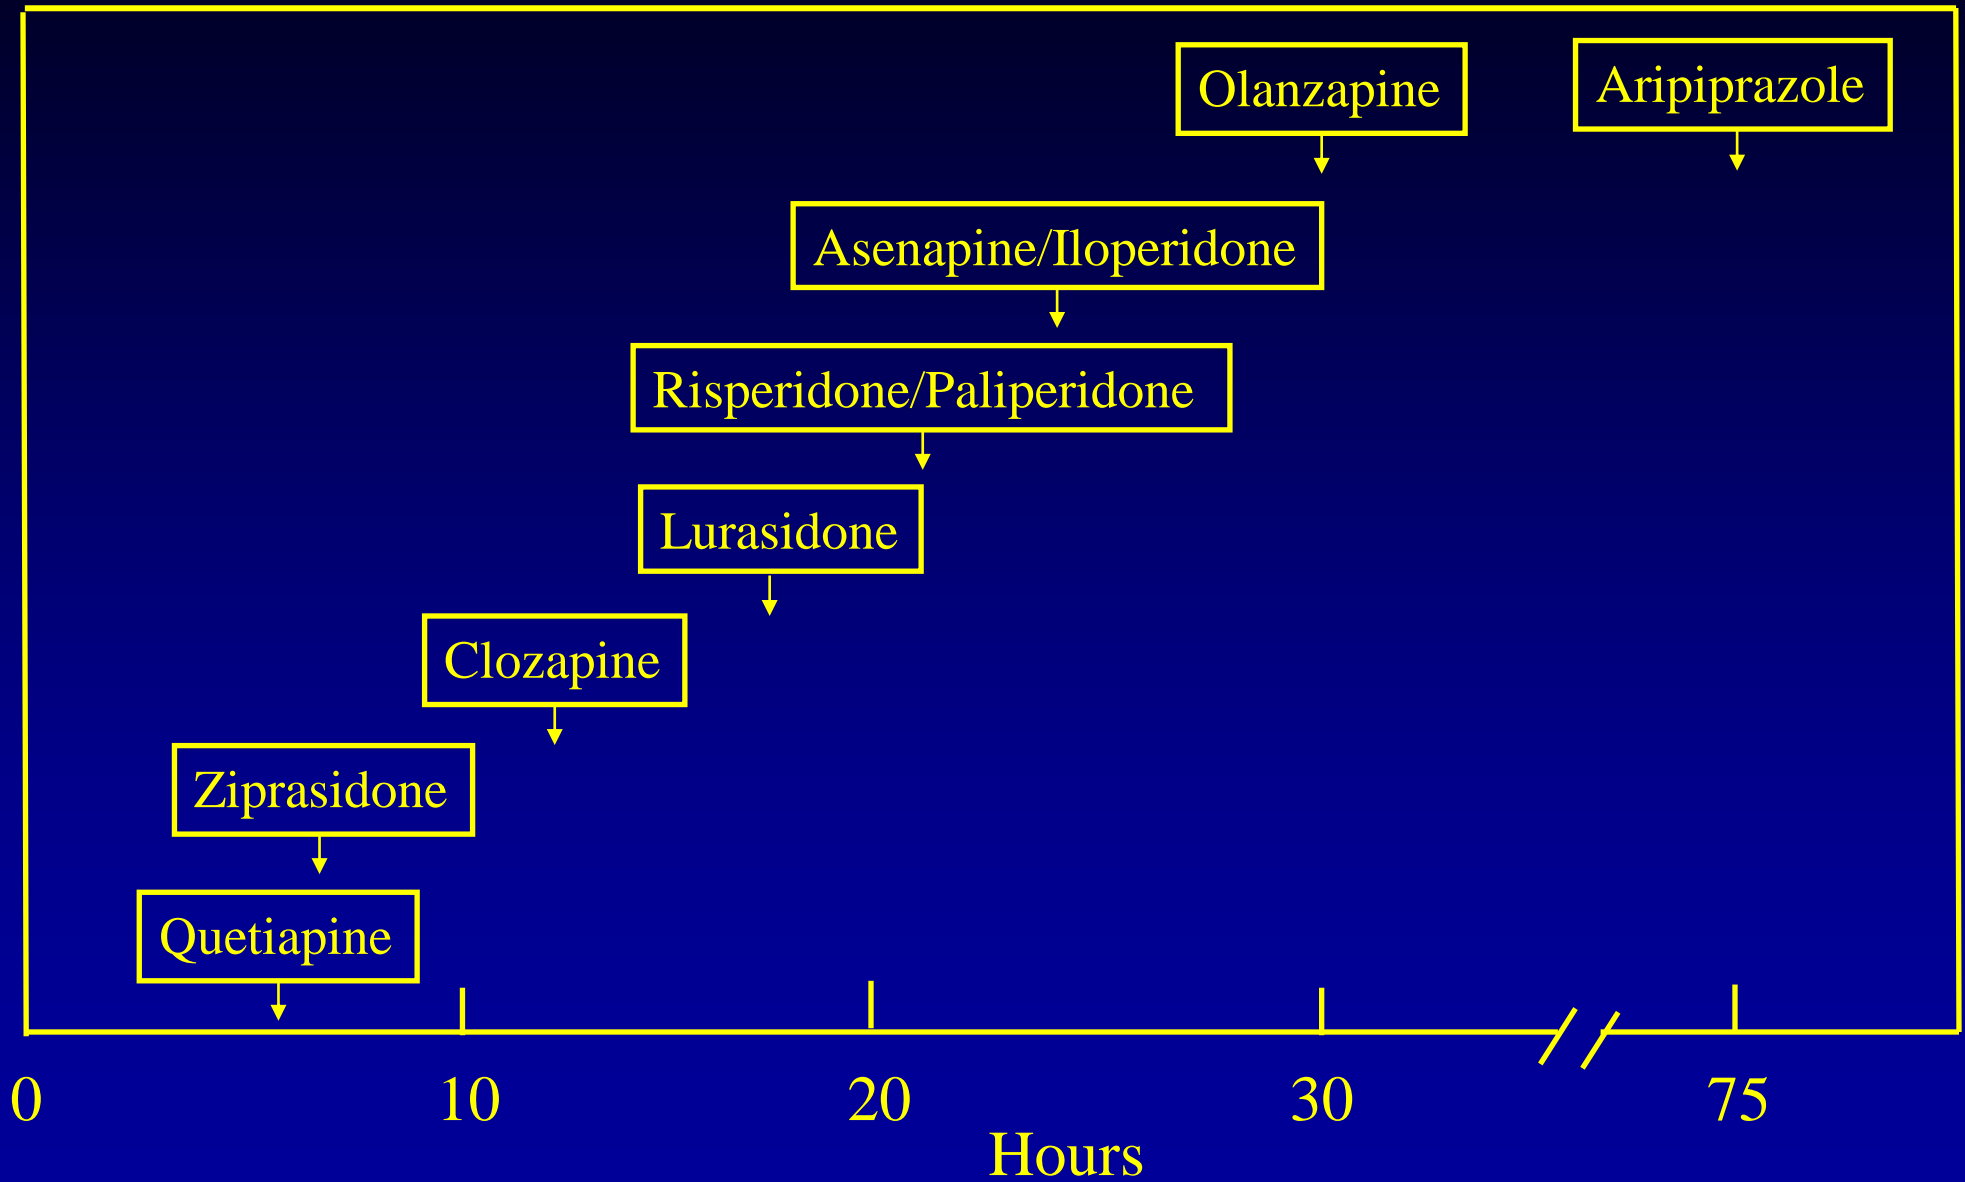 Olanzapine
Aripiprazole
Asenapine/Iloperidone
Risperidone/Paliperidone
Lurasidone
Clozapine
Ziprasidone
Quetiapine
0 10 20 30 75
Hours